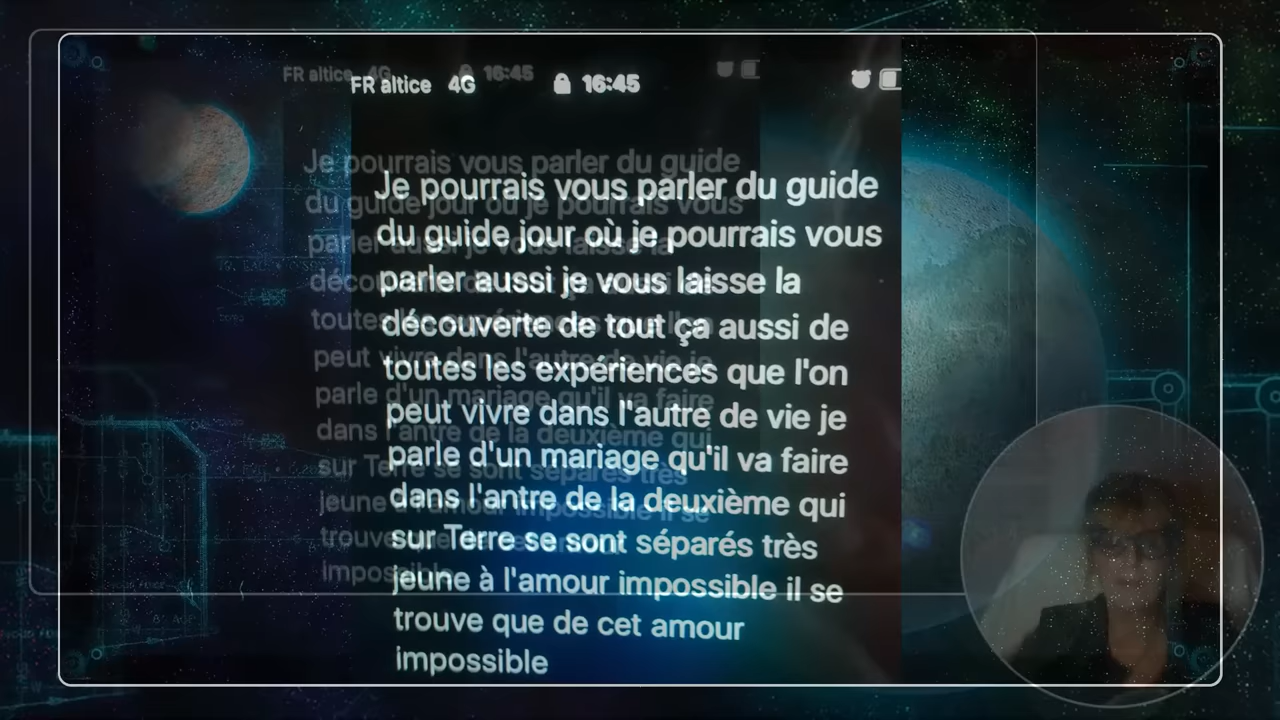 FR altice 4G 16:45
Je pourrais vous parler du guide
du guide jour où je pourrais vous
parler aussi je vous laisse la
découverte de tout ça aussi de
toutes les expériences que l'on
peut vivre dans l'autre de vie je
parle d'un mariage qu'il va faire
dans l'antre de la deuxième qui
sur Terre se sont séparés très
jeune à l'amour impossible il se
trouve que de cet amour
impossible